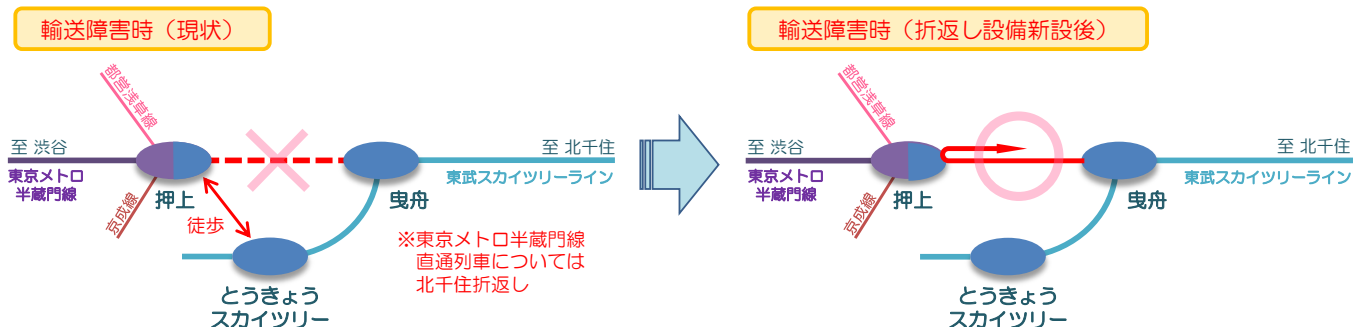 輸送障害時（現状）
都営浅草線
至 渋谷
至 北千住
東京メトロ
半蔵門線
京成線
押上
曳舟
東武スカイツリーライン
徒歩
※東京メトロ半蔵門線
直通列車については
北千住折返し
とうきょう
スカイツリー
輸送障害時（折返し設備新設後）
都営浅草線
至 渋谷
至 北千住
東京メトロ
半蔵門線
京成線
押上
曳舟
東武スカイツリーライン
とうきょう
スカイツリー